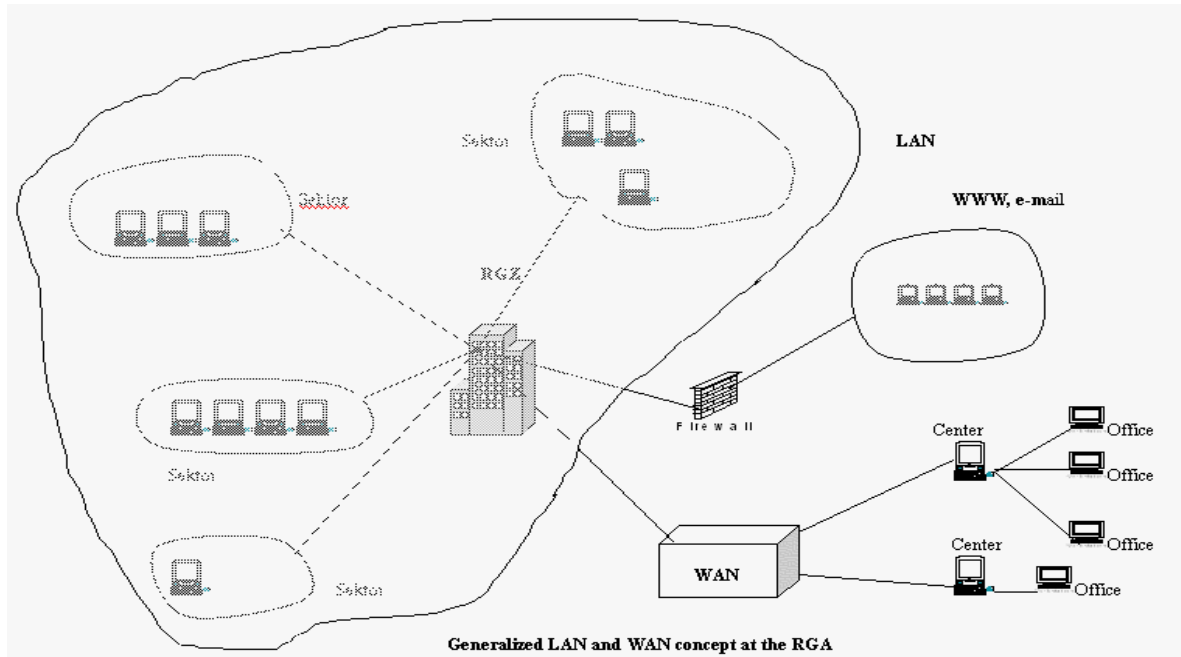 Sektor
LAN
Sektor
WWW, e-mail
RGZ
Firewall
Center
Office
Office
Sektor
Office
Center
WAN
Office
Sektor
Generalized LAN and WAN concept at the RGA